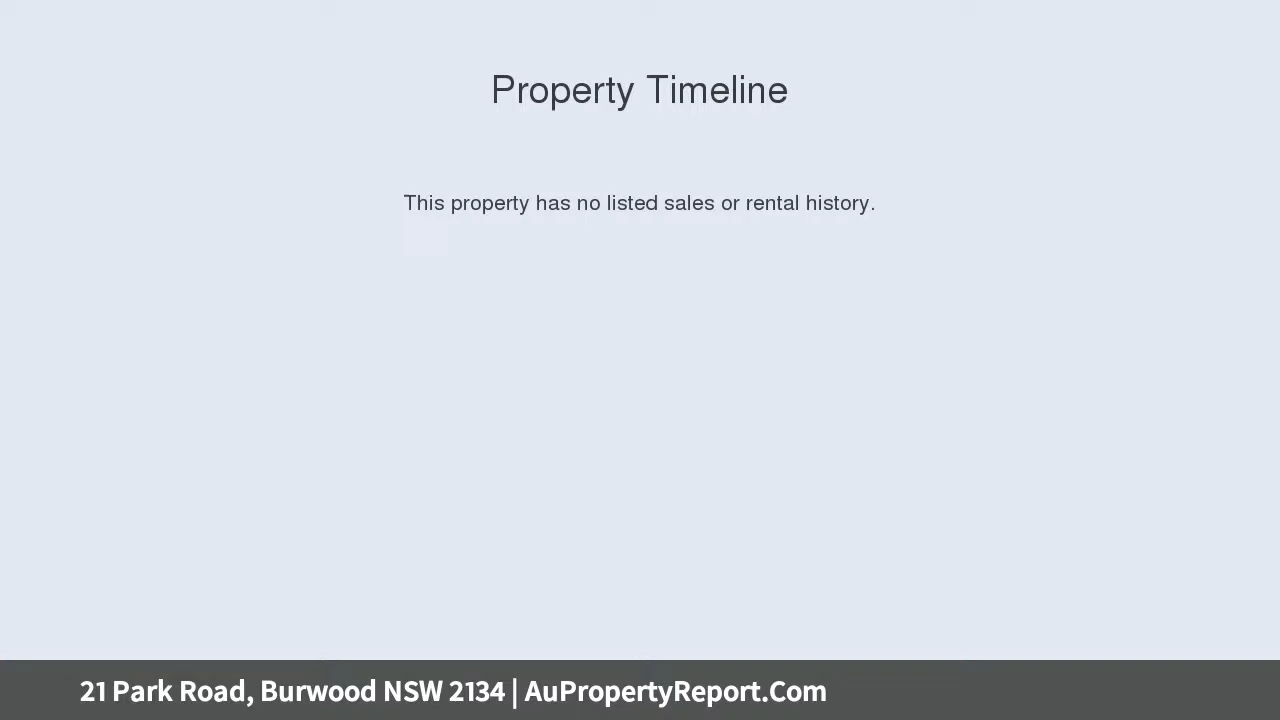 Property Timeline
This property has no listed sales or rental history.
21 Park Road, Burwood NSW 2134 | AuPropertyReport.Com